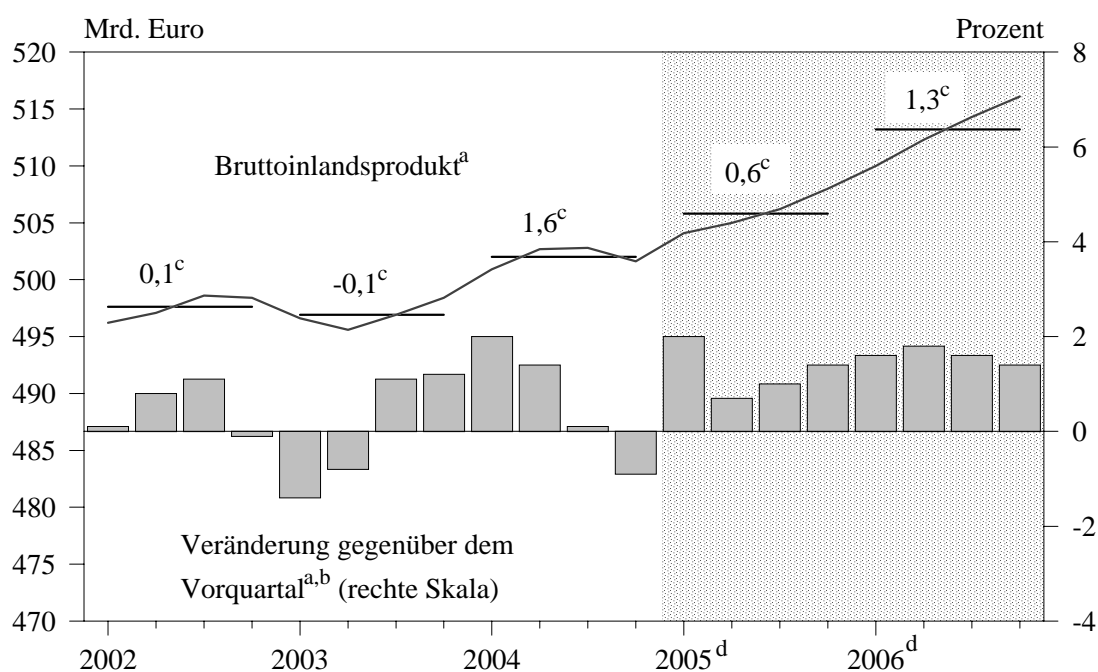 Mrd. Euro Prozent
520 8
515
510 6
505
500 4
495 2
490
485 0
480 -2
475
470 -4
1,3ᶜ
0,6ᶜ
Bruttoinlandsproduktᵃ
1,6ᶜ
0,1ᶜ -0,1ᶜ
Veränderung gegenüber dem
Vorquartalᵃ,ᵇ (rechte Skala)
2002 2003 2004 2005ᵈ 2006ᵈ